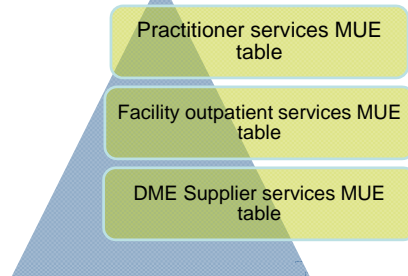 Practitioner services MUE
table
Facility outpatient services MUE
table
DME Supplier services MUE
table